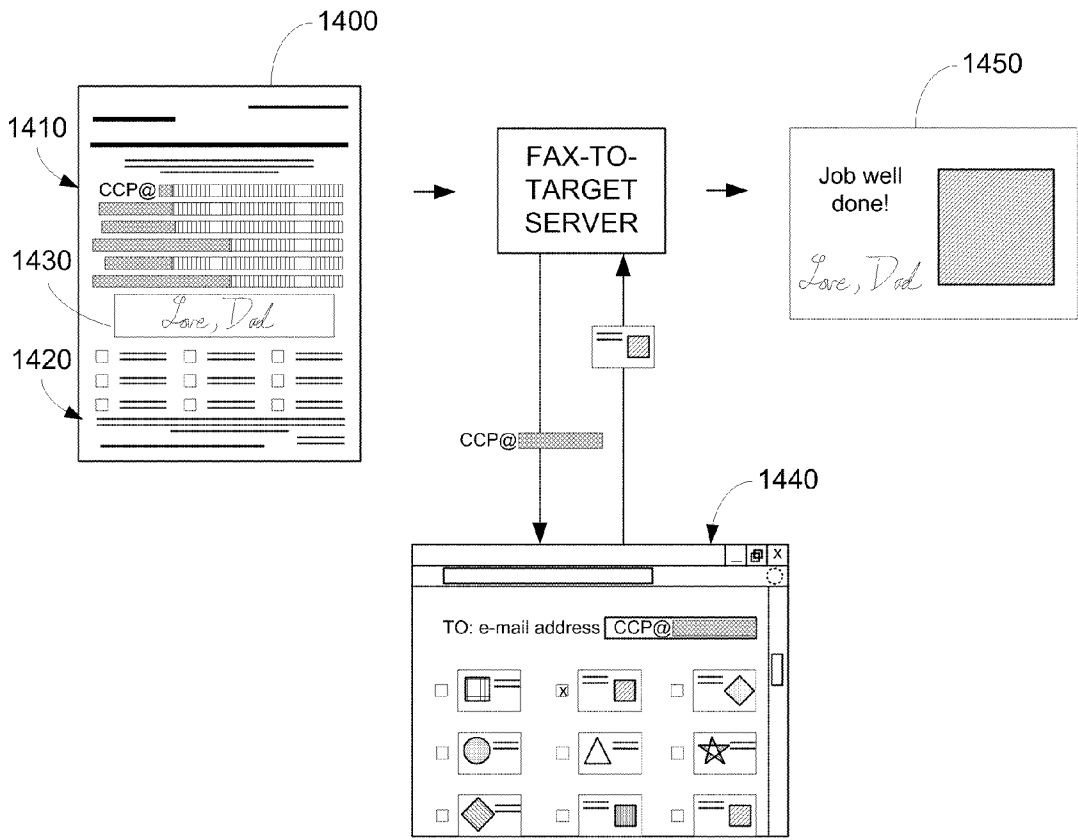 1400
1450
1410
CCP@
FAX-TO-
TARGET
SERVER
Job well
done!
Love, Dad
1430
Love, Dad
1420
CCP@
1440
_ X
TO: e-mail address CCP@
X